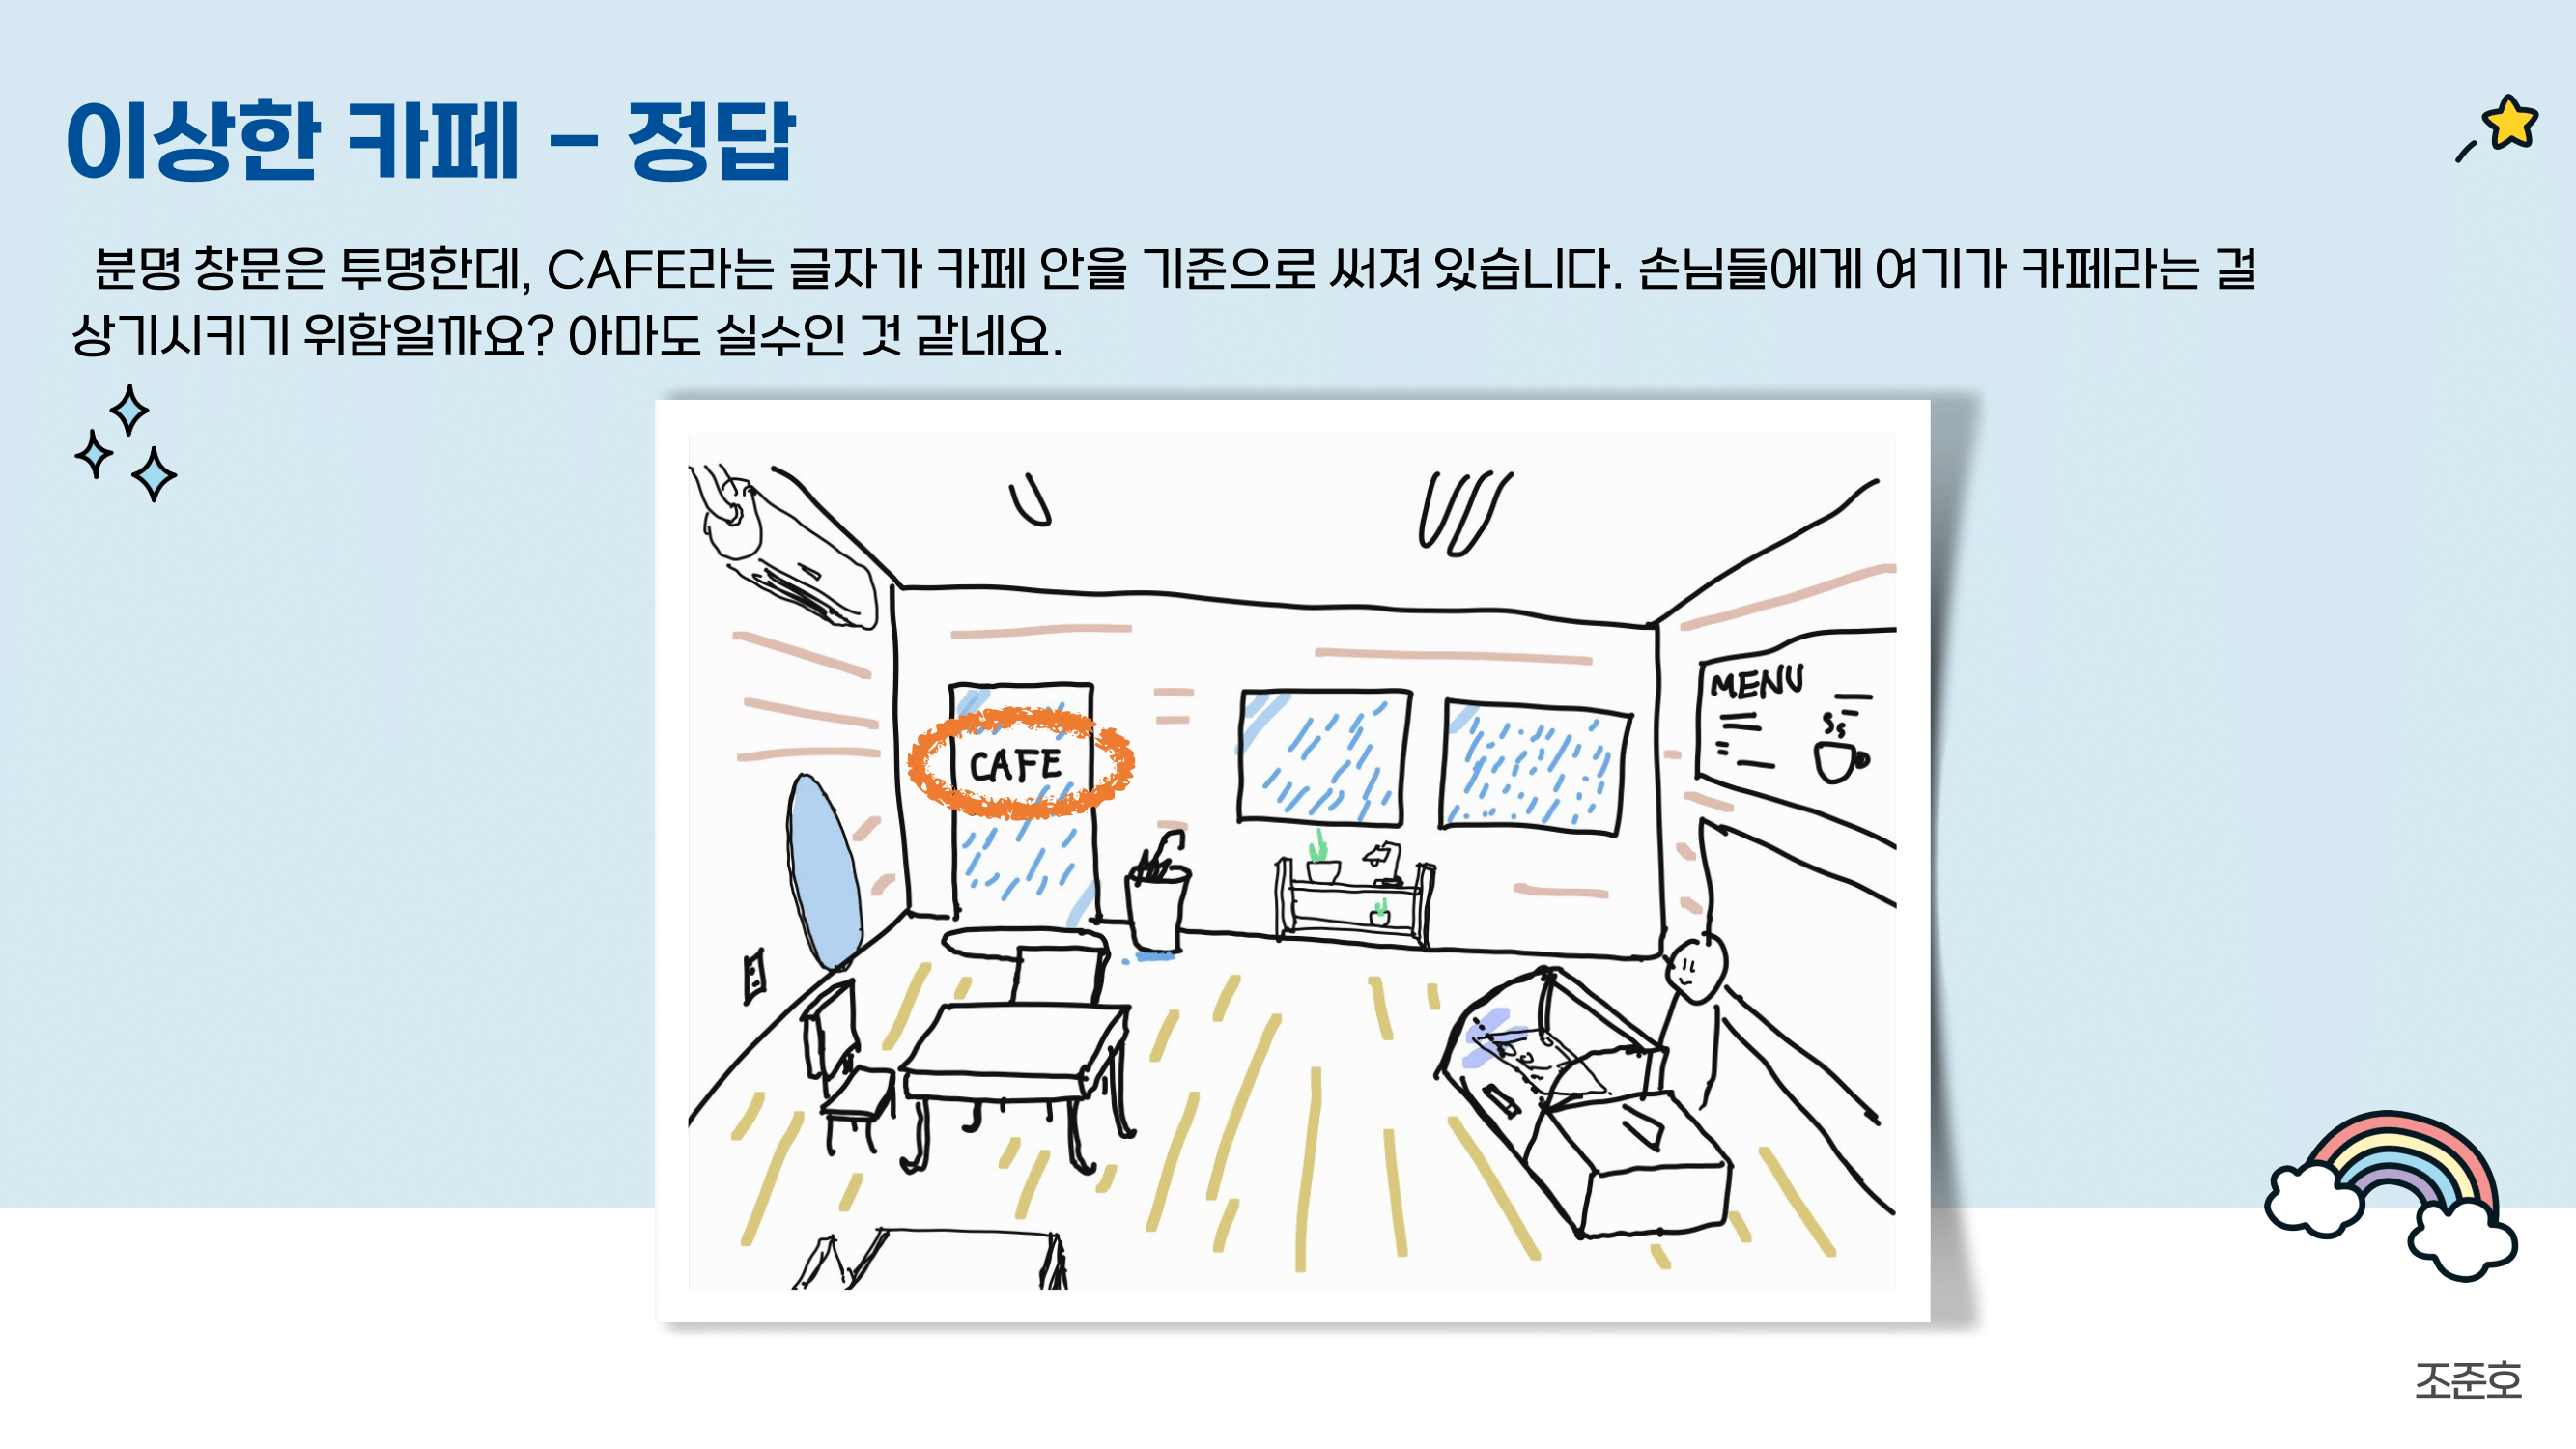 이상한 카페 - 정답
분명 창문은 투명한데, CAFE라는 글자가 카페 안을 기준으로 써져 있습니다. 손님들에게 여기가 카페라는 걸
상기시키기 위함일까요? 아마도 실수인 것 같네요.
MENU
CAFE
조준호